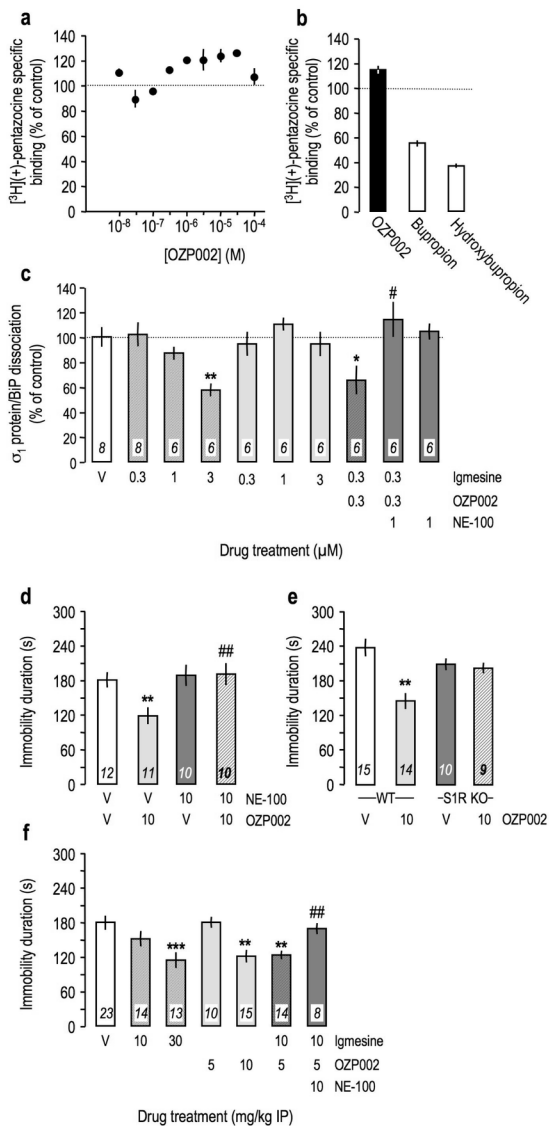 a
[³H](+)-pentazocine specific
binding (% of control)
140
120
100
80
60
40
20
0
10⁻⁸ 10⁻⁷ 10⁻⁶ 10⁻⁵ 10⁻⁴
[OZP002] (M)
b
[³H](+)-pentazocine specific
binding (% of control)
140
120
100
80
60
40
20
0
OZP002
Bupropion
Hydroxybupropion
c
σ₁ protein/BiP dissociation
(% of control)
140
120
100
80
60
40
20
0
** * #
8 8 6 6 6 6 6 6 6 6
V 0.3 1 3 0.3 1 3 0.3 0.3 Igmesine
0.3 0.3 OZP002
1 1 NE-100
Drug treatment (µM)
d
Immobility duration (s)
300
240
180
120
60
0
** ##
12 11 10 10
V V 10 10 NE-100
V 10 V 10 OZP002
e
Immobility duration (s)
300
240
180
120
60
0
**
15 14 10 9
WT S1R KO
V 10 V 10 OZP002
f
Immobility duration (s)
300
240
180
120
60
0
*** ** ** ##
23 14 13 10 15 14 8
V 10 30 10 10 Igmesine
5 10 5 5 OZP002
10 NE-100
Drug treatment (mg/kg IP)